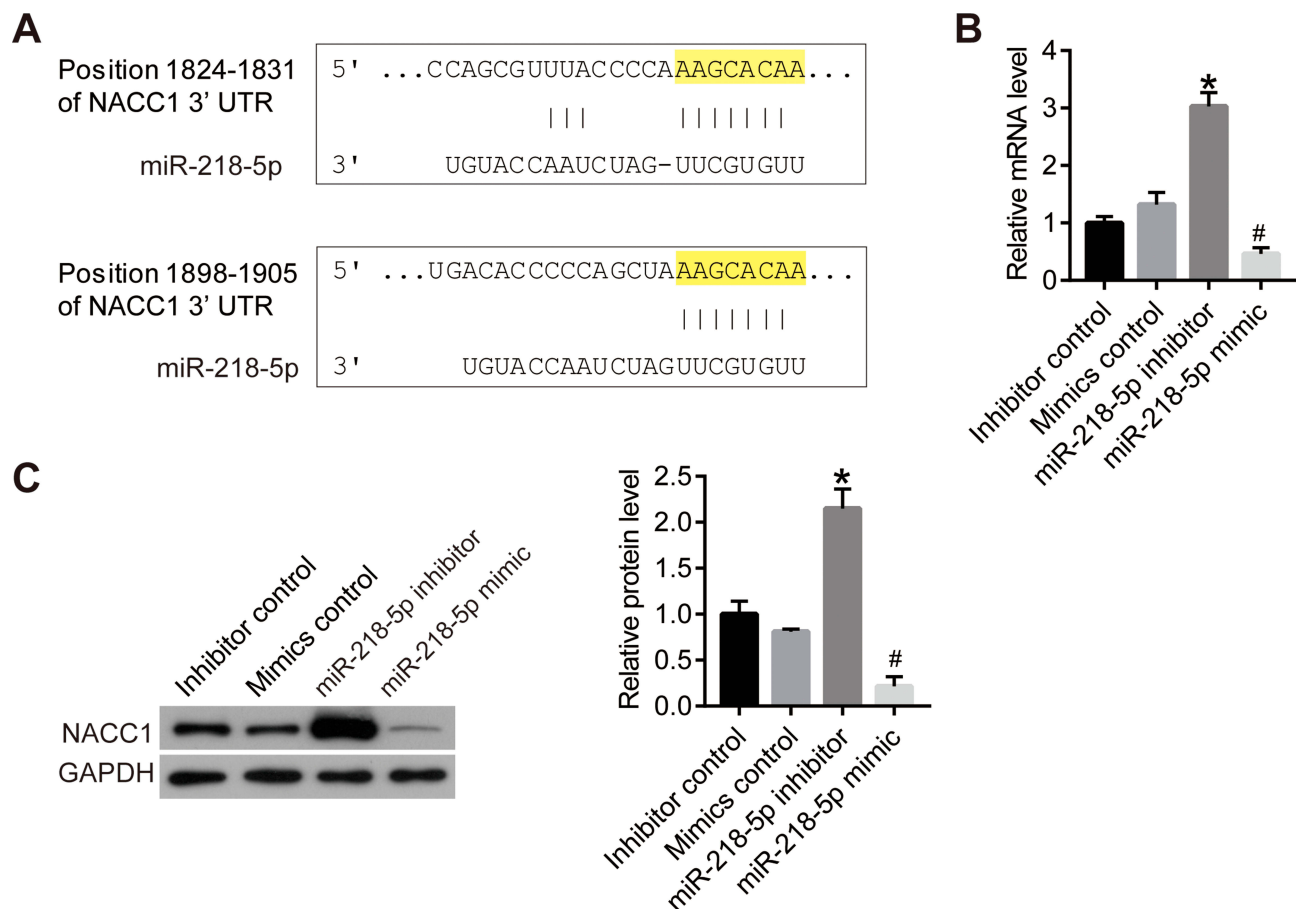 A
Position 1824-1831
of NACC1 3’ UTR
5' ...CCAGCGUUUACCCCAAAGCACAA...
||| |||||||
miR-218-5p
3' UGUACCAAUCUAG-UUCGUGUU
Position 1898-1905
of NACC1 3’ UTR
5' ...UGACACCCCCAGCUAAAGCACAA...
|||||||
miR-218-5p
3' UGUACCAAUCUAGUUCGUGUU
B
Relative mRNA level
4
3
2
1
0
*
#
Inhibitor control
Mimics control
miR-218-5p inhibitor
miR-218-5p mimic
C
Inhibitor control
Mimics control
miR-218-5p inhibitor
miR-218-5p mimic
NACC1
GAPDH
Relative protein level
2.5
2.0
1.5
1.0
0.5
0.0
*
#
Inhibitor control
Mimics control
miR-218-5p inhibitor
miR-218-5p mimic